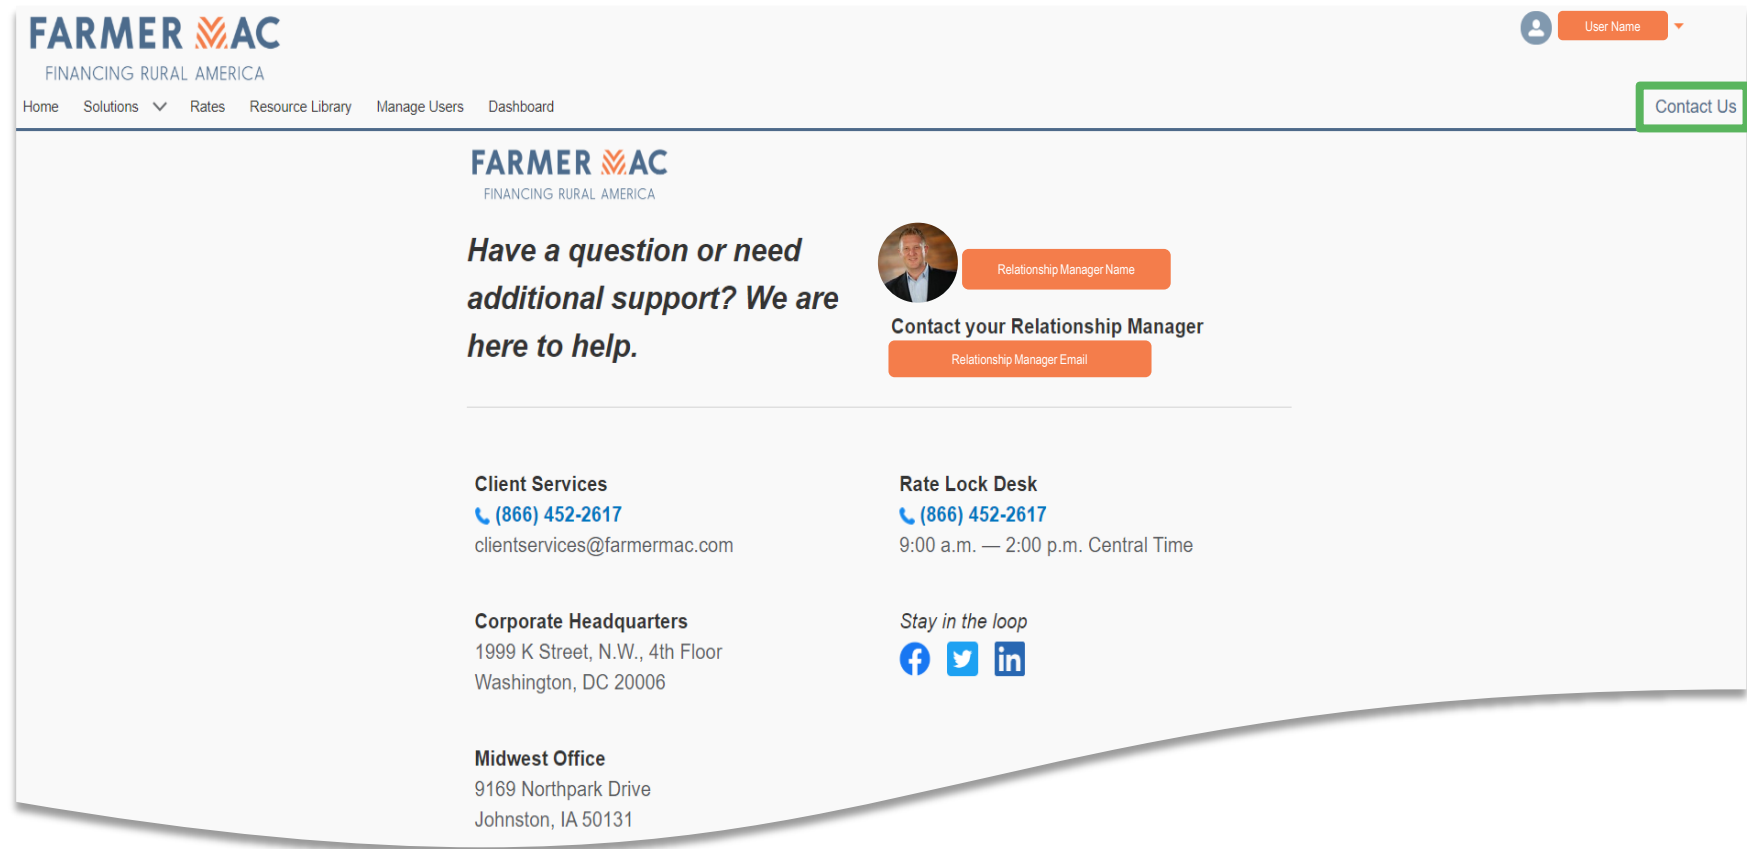 FARMER MAC
FINANCING RURAL AMERICA
User Name
Home Solutions Rates Resource Library Manage Users Dashboard
Contact Us
FARMER MAC
FINANCING RURAL AMERICA
Have a question or need
additional support? We are
here to help.
Relationship Manager Name
Contact your Relationship Manager
Relationship Manager Email
Client Services
(866) 452-2617
clientservices@farmermac.com
Rate Lock Desk
(866) 452-2617
9:00 a.m. — 2:00 p.m. Central Time
Corporate Headquarters
1999 K Street, N.W., 4th Floor
Washington, DC 20006
Stay in the loop
Midwest Office
9169 Northpark Drive
Johnston, IA 50131